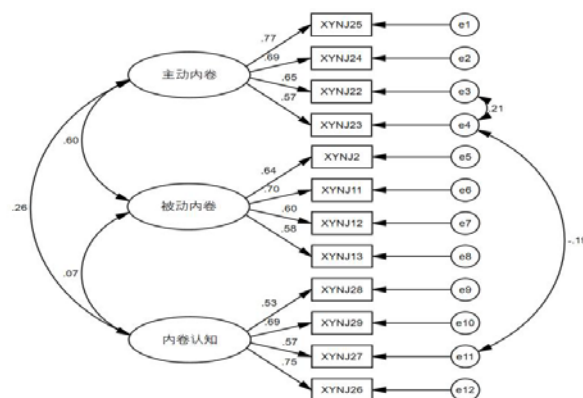 XYNJ25
e1
.77
主动内卷
.69
XYNJ24
e2
.65
XYNJ22
e3
.57
.21
XYNJ23
e4
.60
.64
XYNJ2
e5
被动内卷
.70
XYNJ11
e6
.60
XYNJ12
e7
.26
.58
XYNJ13
e8
.07
.53
XYNJ28
e9
内卷认知
.69
XYNJ29
e10
.57
XYNJ27
e11
.75
XYNJ26
e12